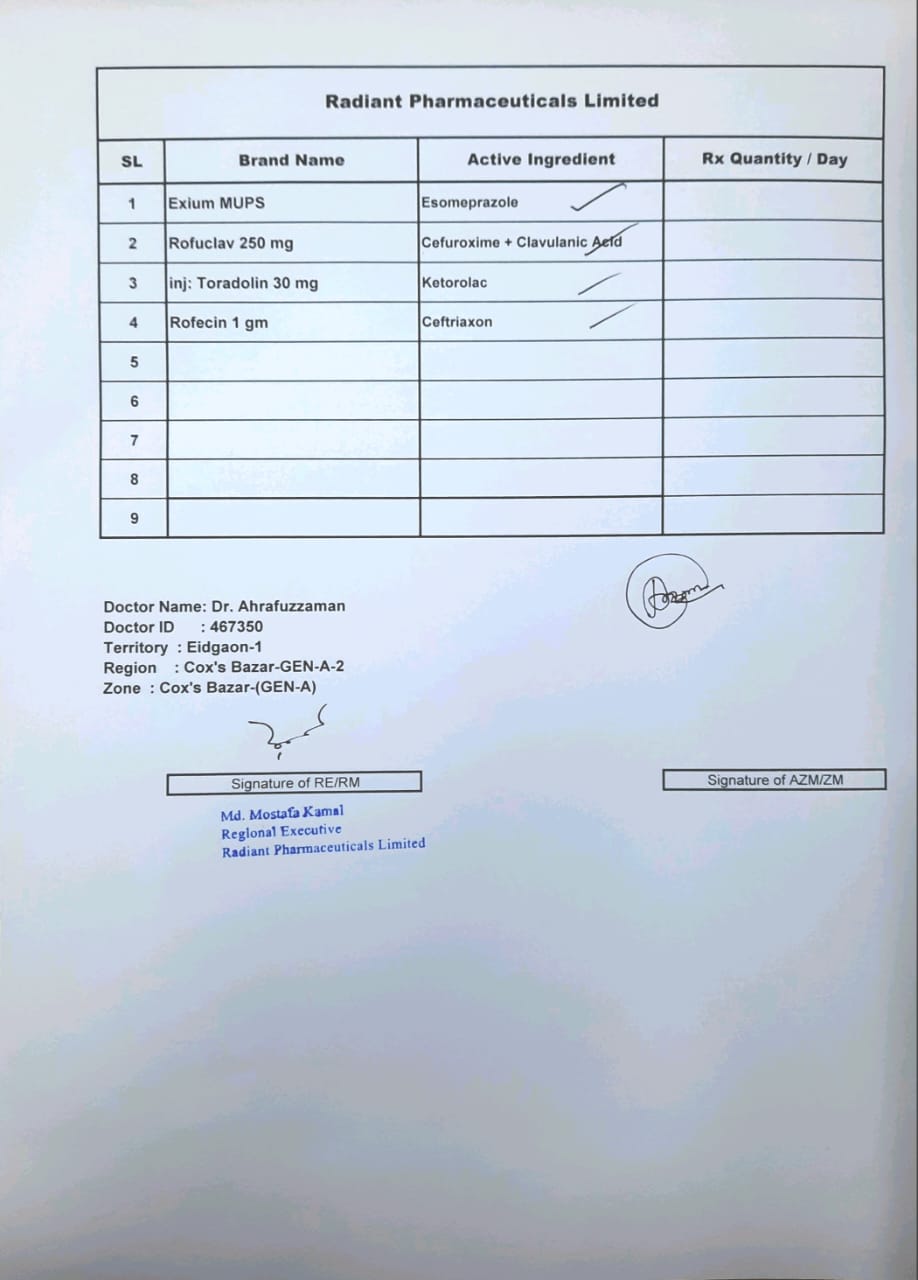 Radiant Pharmaceuticals Limited
SL Brand Name Active Ingredient Rx Quantity / Day
1 Exium MUPS Esomeprazole
2 Rofuclav 250 mg Cefuroxime + Clavulanic Acid
3 inj: Toradolin 30 mg Ketorolac
4 Rofecin 1 gm Ceftriaxon
5
6
7
8
9
Doctor Name: Dr. Ahrafuzzaman
Doctor ID : 467350
Territory : Eidgaon-1
Region : Cox's Bazar-GEN-A-2
Zone : Cox's Bazar-(GEN-A)
Signature of RE/RM Signature of AZM/ZM
Md. Mostafa Kamal
Regional Executive
Radiant Pharmaceuticals Limited